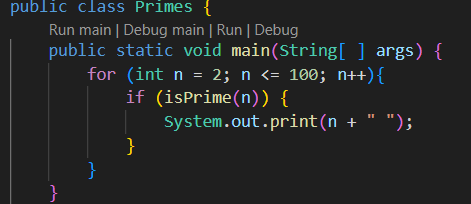 public class Primes {
Run main | Debug main | Run | Debug
public static void main(String[ ] args) {
for (int n = 2; n <= 100; n++){
if (isPrime(n)) {
System.out.print(n + " ");
}
}
}